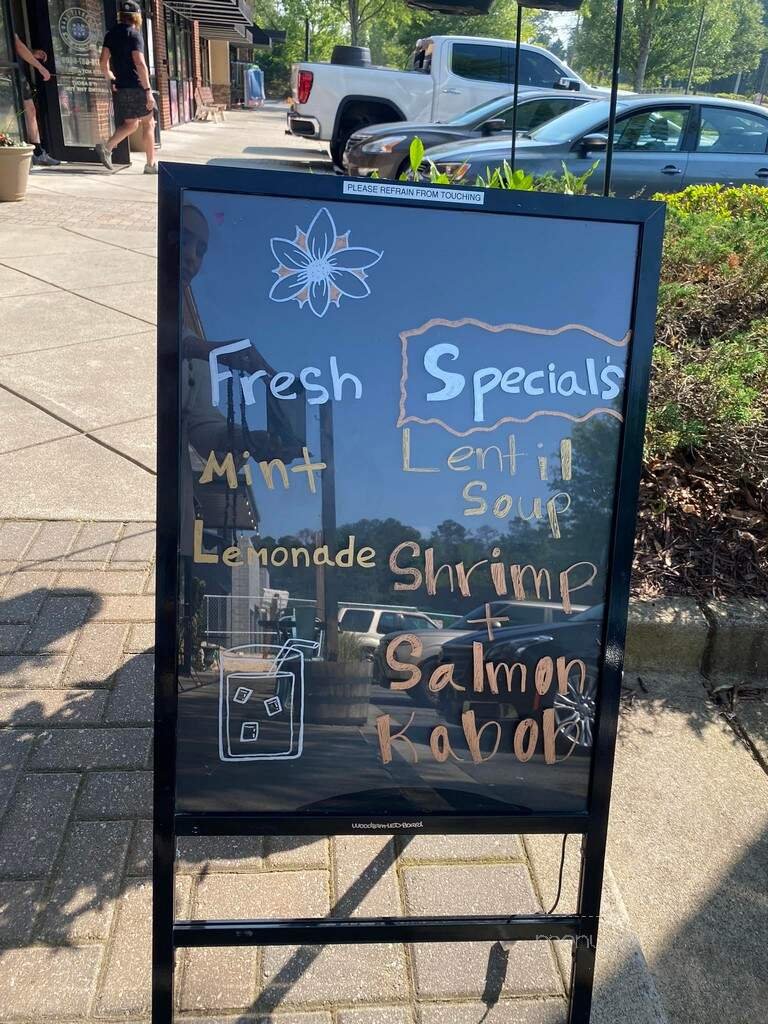 PLEASE REFRAIN FROM TOUCHING
Fresh
Mint
Lemonade
Special's
Lentil
Soup
Shrimp
+
Salmon
Kabob